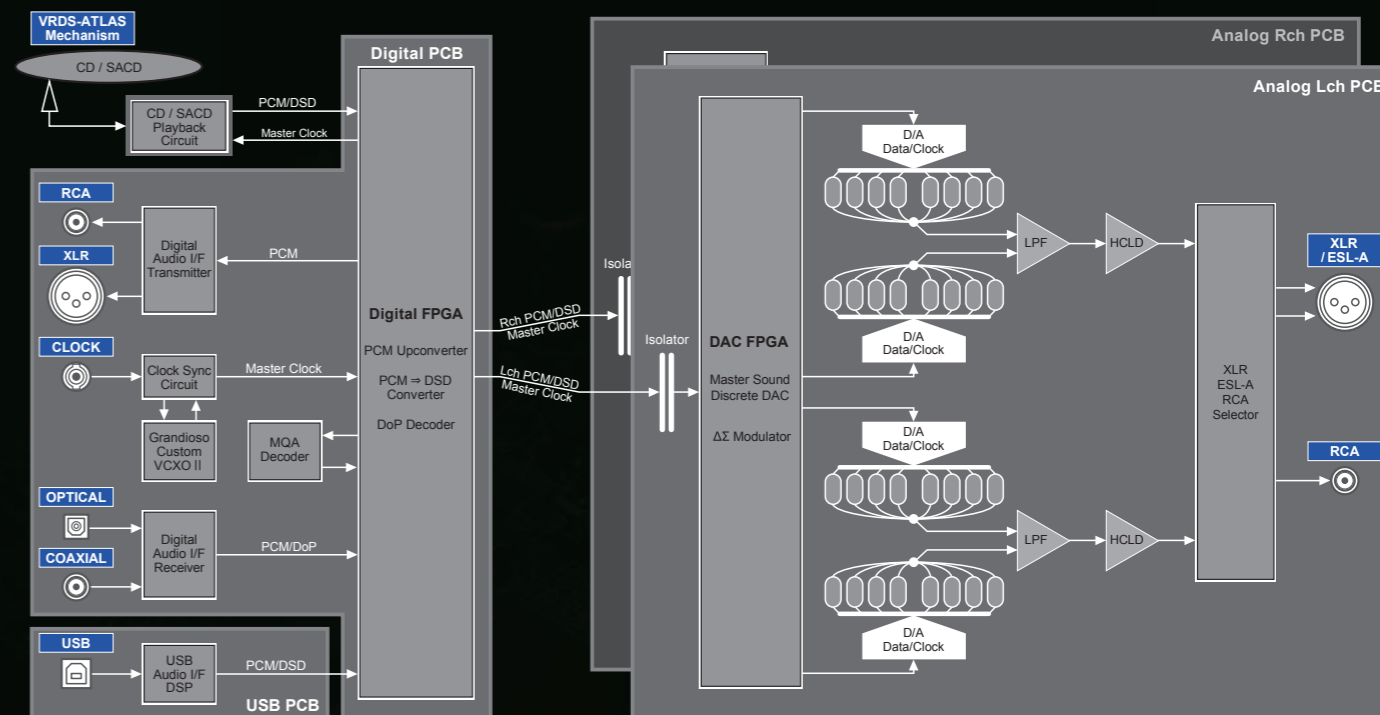 VRDS-ATLAS
Mechanism
CD / SACD
CD / SACD
Playback
Circuit
PCM/DSD
Master Clock
Digital PCB
RCA
XLR
Digital
Audio I/F
Transmitter
PCM
CLOCK
Clock Sync
Circuit
Master Clock
Grandioso
Custom
VCXO II
MQA
Decoder
OPTICAL
COAXIAL
Digital
Audio I/F
Receiver
PCM/DoP
USB
USB
Audio I/F
DSP
PCM/DSD
USB PCB
Digital FPGA
PCM Upconverter
PCM ⇒ DSD
Converter
DoP Decoder
Rch PCM/DSD
Master Clock
Lch PCM/DSD
Master Clock
Isola
Isolator
Analog Rch PCB
Analog Lch PCB
DAC FPGA
Master Sound
Discrete DAC
ΔΣ Modulator
D/A
Data/Clock
D/A
Data/Clock
LPF
HCLD
D/A
Data/Clock
D/A
Data/Clock
LPF
HCLD
XLR
ESL-A
RCA
Selector
XLR
/ ESL-A
RCA